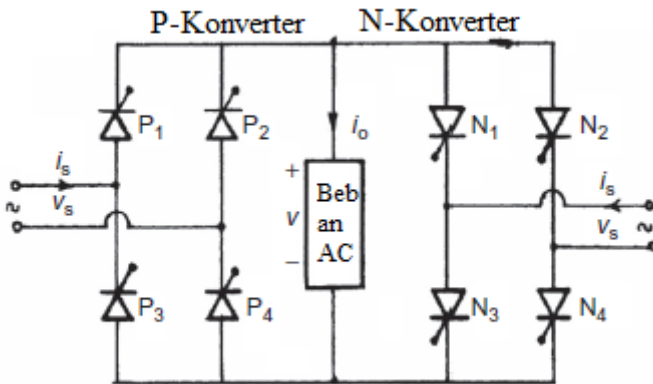 P-Konverter N-Konverter
P1 P2 io N1 N2
is
vs
~
+
v
−
Beb
an
AC
is
vs
~
P3 P4 N3 N4